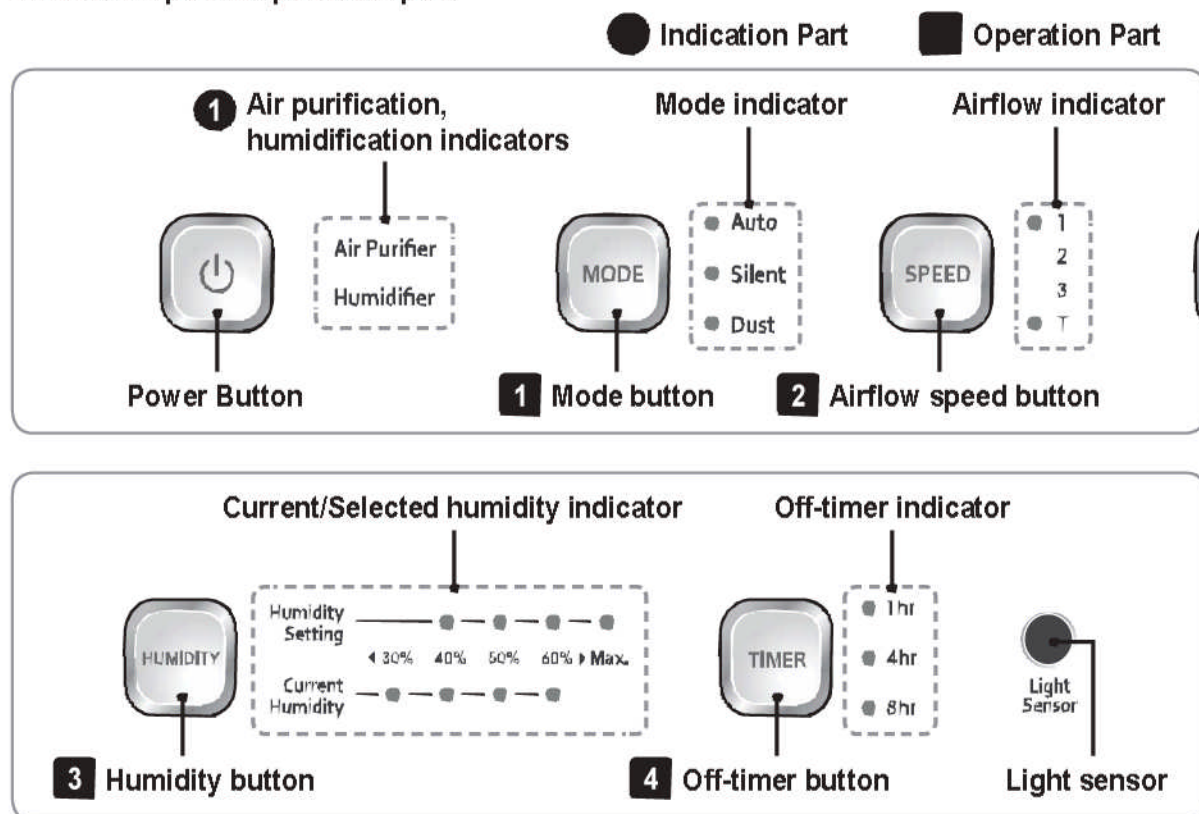 Indication Part Operation Part
1 Air purification, Mode indicator Airflow indicator
humidification indicators
Auto 1
Air Purifier MODE Silent SPEED 2
Humidifier 3
Dust T
Power Button 1 Mode button 2 Airflow speed button
Current/Selected humidity indicator Off-timer indicator
Humidity 1hr
Setting
HUMIDITY ◀ 30% 40% 50% 60% ▶ Max. TIMER 4hr
Current Light
Humidity 8hr Sensor
3 Humidity button 4 Off-timer button Light sensor